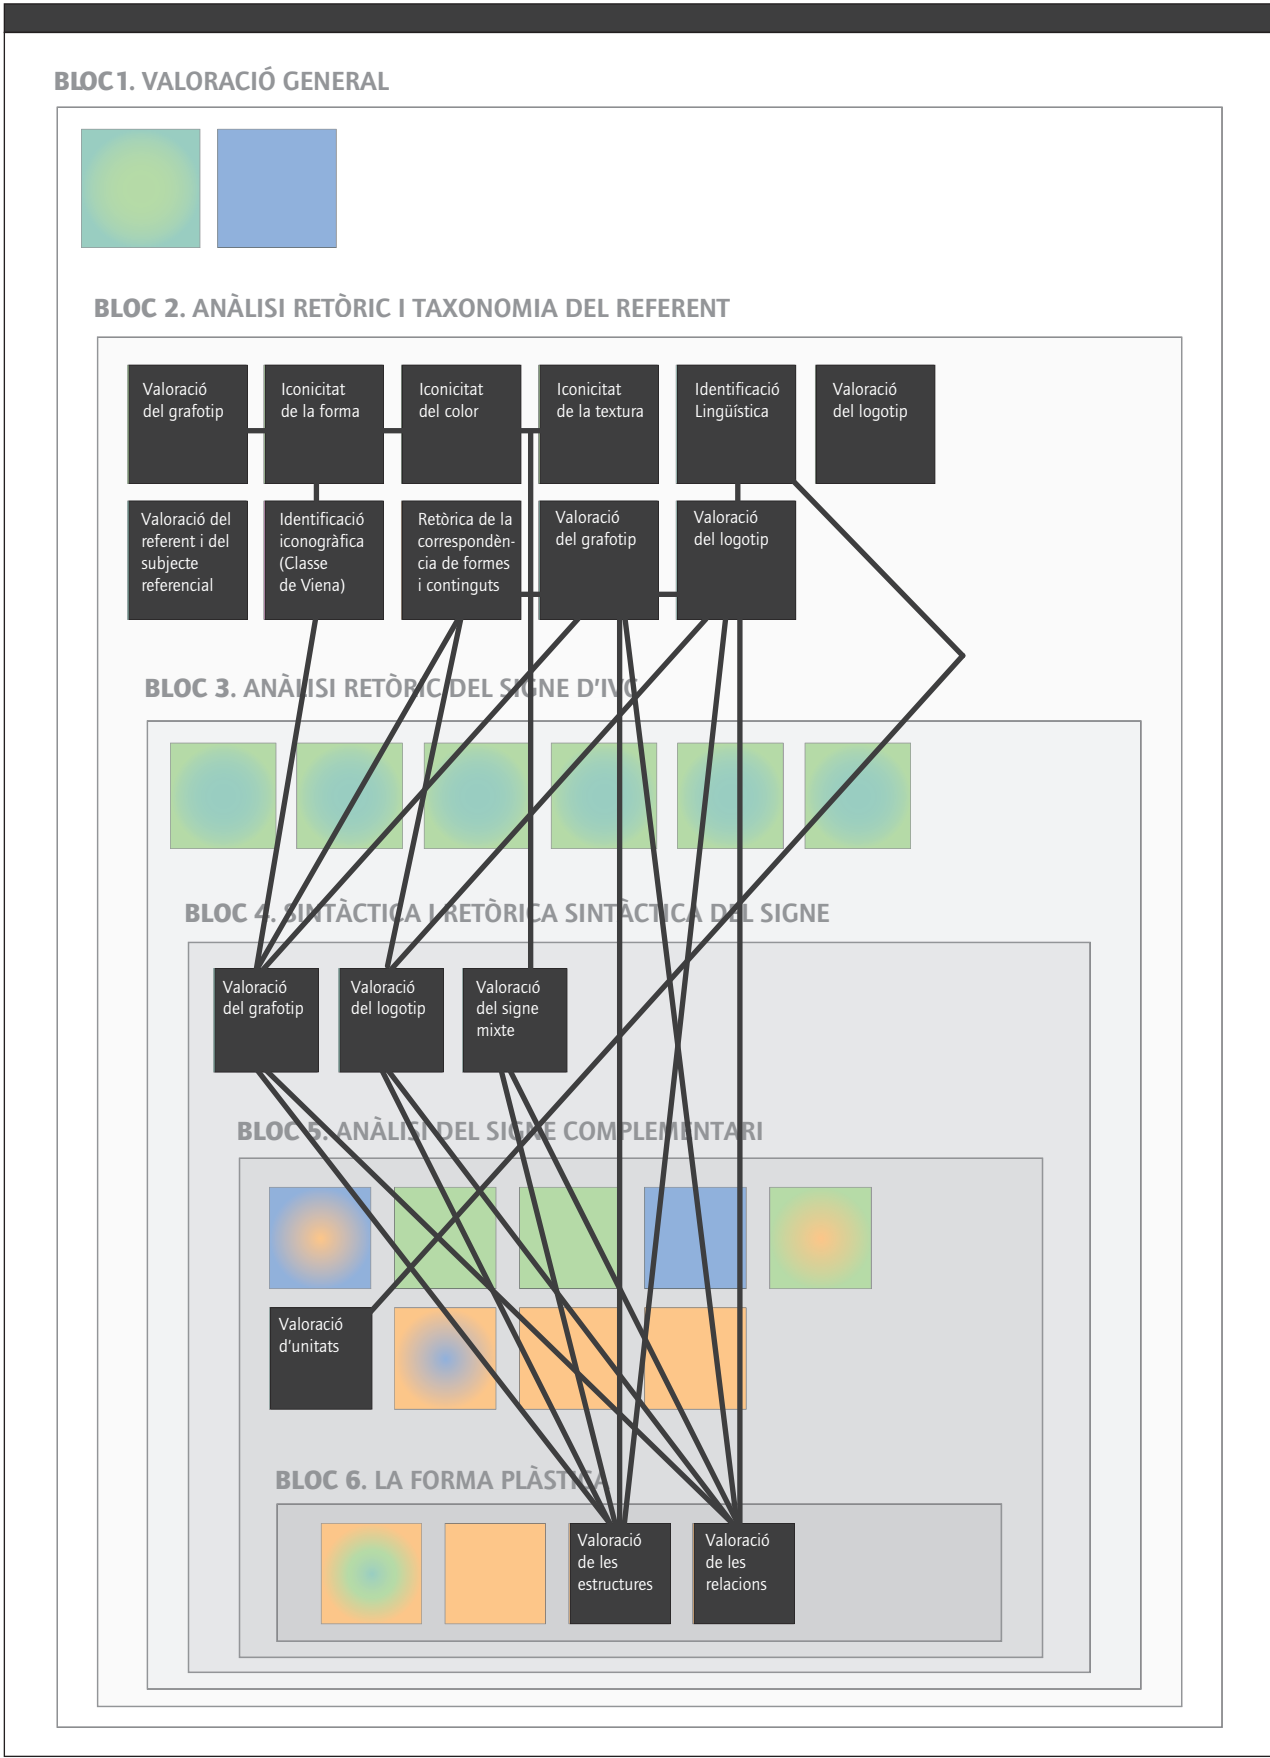 BLOC 1. VALORACIÓ GENERAL
BLOC 2. ANÀLISI RETÒRIC I TAXONOMIA DEL REFERENT
Valoració
del grafotip
Iconicitat
de la forma
Iconicitat
del color
Iconicitat
de la textura
Identificació
Lingüística
Valoració
del logotip
Valoració del
referent i del
subjecte
referencial
Identificació
iconogràfica
(Classe
de Viena)
Retòrica de la
correspondèn-
cia de formes
i continguts
Valoració
del grafotip
Valoració
del logotip
BLOC 3. ANÀLISI RETÒRIC DEL SIGNE D'IVC
BLOC 4. SINTÀCTICA I RETÒRICA SINTÀCTICA DEL SIGNE
Valoració
del grafotip
Valoració
del logotip
Valoració
del signe
mixte
BLOC 5. ANÀLISI DEL SIGNE COMPLEMENTARI
Valoració
d'unitats
BLOC 6. LA FORMA PLÀSTICA
Valoració
de les
estructures
Valoració
de les
relacions